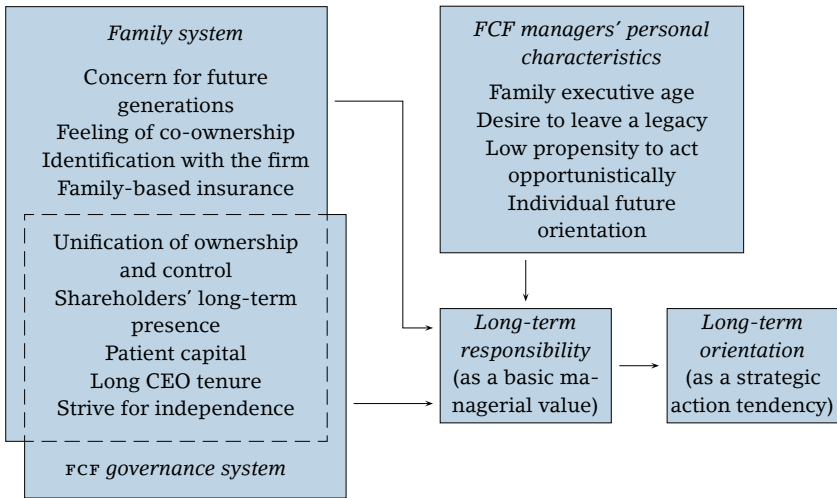 Family system
Concern for future
generations
Feeling of co-ownership
Identification with the firm
Family-based insurance
Unification of ownership
and control
Shareholders′ long-term
presence
Patient capital
Long CEO tenure
Strive for independence
FCF governance system
FCF managers′ personal
characteristics
Family executive age
Desire to leave a legacy
Low propensity to act
opportunistically
Individual future
orientation
Long-term
responsibility
(as a basic ma-
nagerial value)
Long-term
orientation
(as a strategic
action tendency)